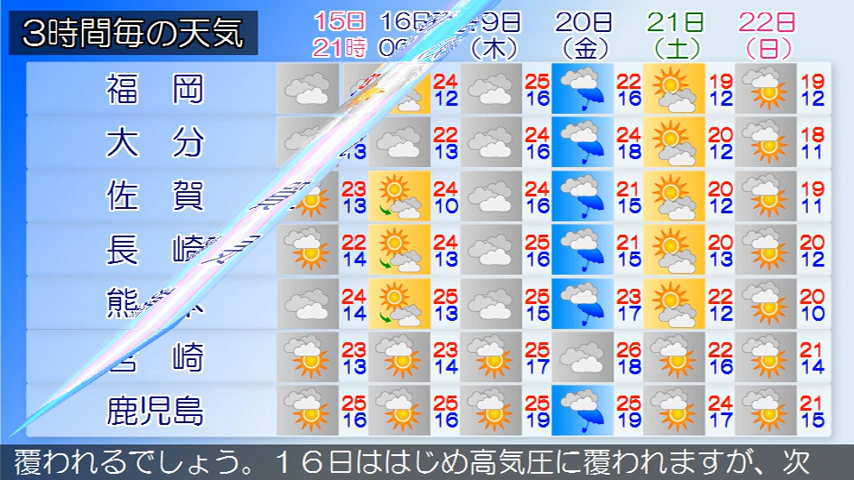 3時間毎の天気
15日 16日 9日 20日 21日 22日
21時 (木) (金) (土) (日)
福岡 24 12 25 16 22 16 19 12 19 12
大分 13 22 13 24 16 24 18 20 12 18 11
佐賀 23 13 24 10 24 16 21 15 20 12 19 11
長崎 22 14 24 13 25 16 21 15 20 13 20 12
熊本 24 14 25 13 25 15 23 17 22 12 20 10
宮崎 23 13 23 14 25 17 26 18 22 16 21 14
鹿児島 25 16 25 16 25 19 25 19 24 17 21 15
覆われるでしょう。１６日ははじめ高気圧に覆われますが、次